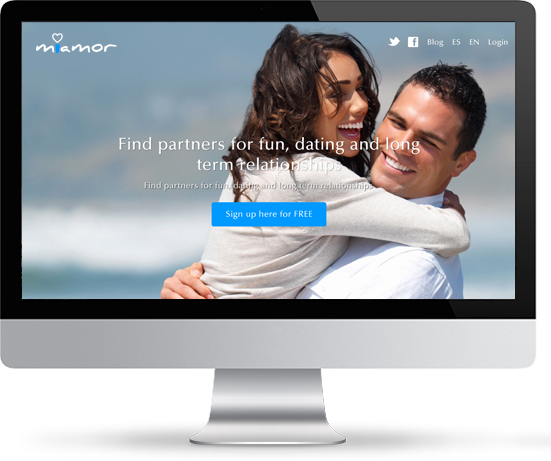 miamor
Blog ES EN Login
Find partners for fun, dating and long
term relationships
Find partners for fun, dating and long term relationships
Sign up here for FREE